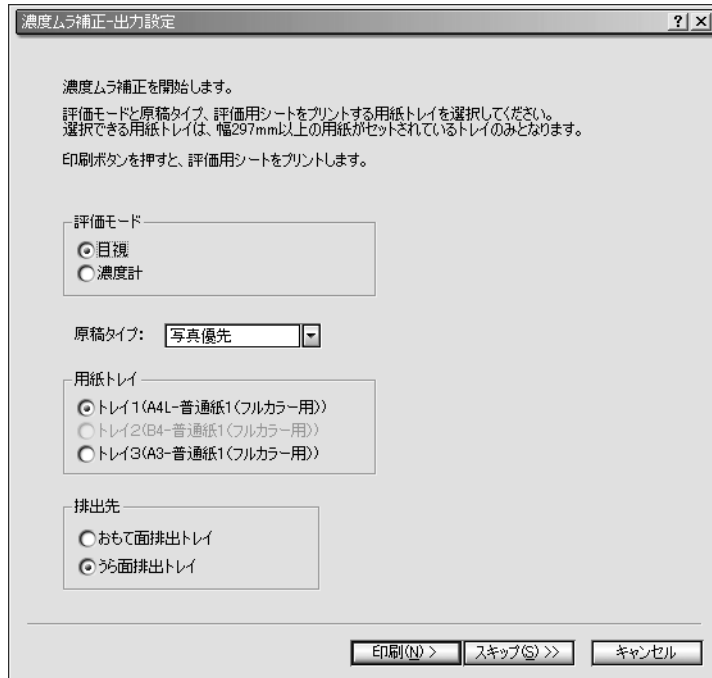 濃度ムラ補正-出力設定
濃度ムラ補正を開始します。
評価モードと原稿タイプ、評価用シートをプリントする用紙トレイを選択してください。
選択できる用紙トレイは、幅297mm以上の用紙がセットされているトレイのみとなります。
印刷ボタンを押すと、評価用シートをプリントします。
評価モード
目視
濃度計
原稿タイプ: 写真優先
用紙トレイ
トレイ1(A4L-普通紙1(フルカラー用))
トレイ2(B4-普通紙1(フルカラー用))
トレイ3(A3-普通紙1(フルカラー用))
排出先
おもて面排出トレイ
うら面排出トレイ
印刷(N) > スキップ(S) >> キャンセル